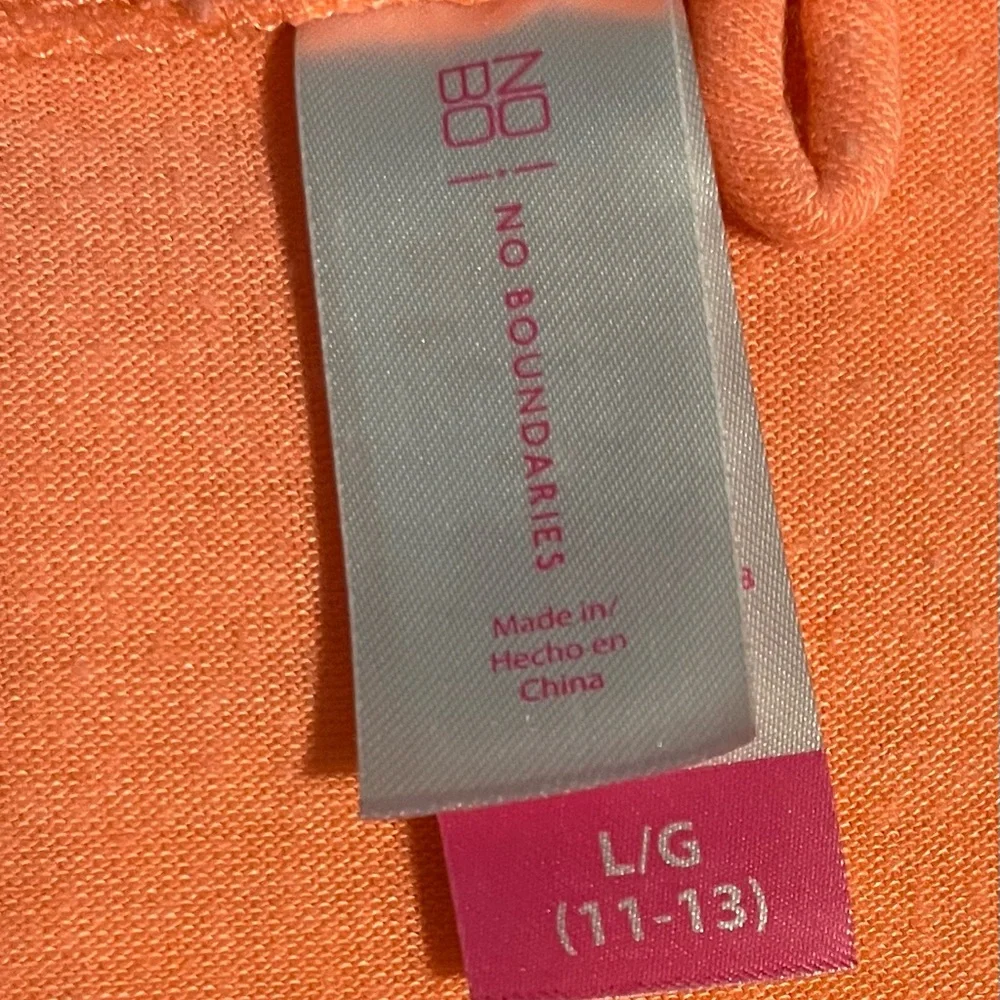 NO
BO
NO BOUNDARIES
Made in/
Hecho en
China
L/G
(11-13)